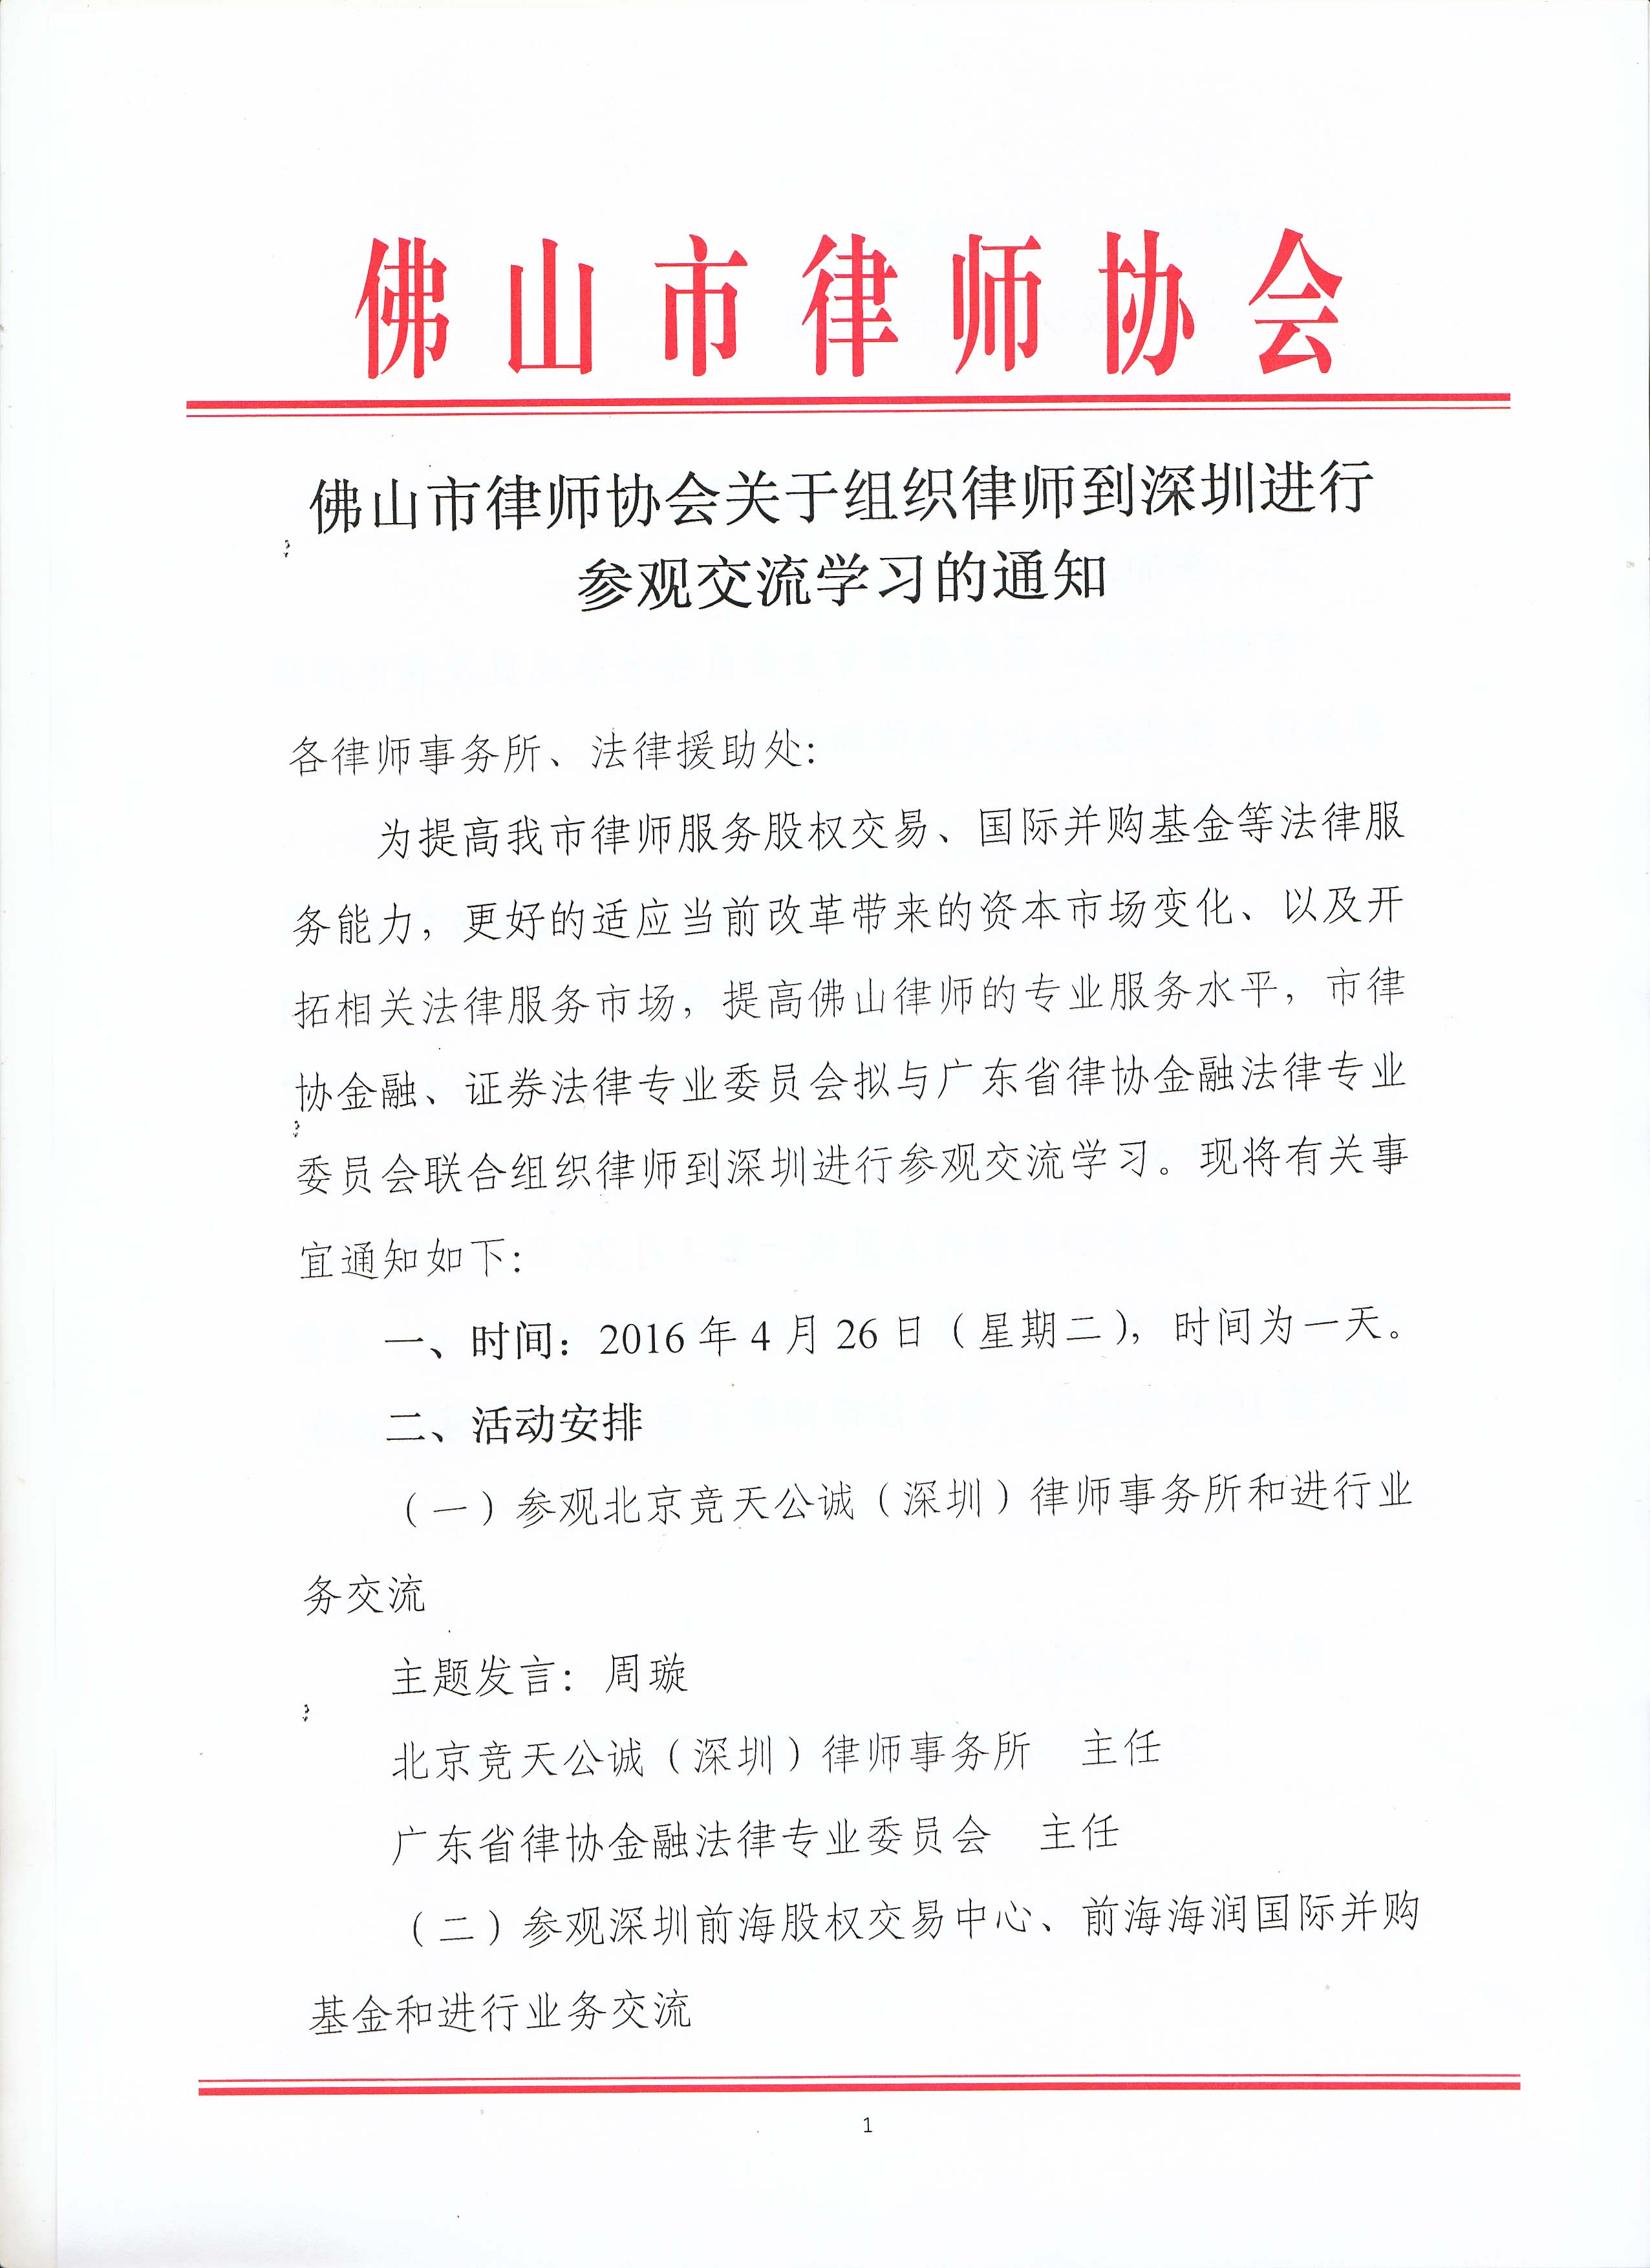 佛山市律师协会
佛山市律师协会关于组织律师到深圳进行
参观交流学习的通知
各律师事务所、法律援助处：
为提高我市律师服务股权交易、国际并购基金等法律服
务能力，更好的适应当前改革带来的资本市场变化、以及开
拓相关法律服务市场，提高佛山律师的专业服务水平，市律
协金融、证券法律专业委员会拟与广东省律协金融法律专业
委员会联合组织律师到深圳进行参观交流学习。现将有关事
宜通知如下：
一、时间：2016年4月26日（星期二），时间为一天。
二、活动安排
（一）参观北京竞天公诚（深圳）律师事务所和进行业
务交流
主题发言：周璇
北京竞天公诚（深圳）律师事务所　主任
广东省律协金融法律专业委员会　主任
（二）参观深圳前海股权交易中心、前海海润国际并购
基金和进行业务交流
1